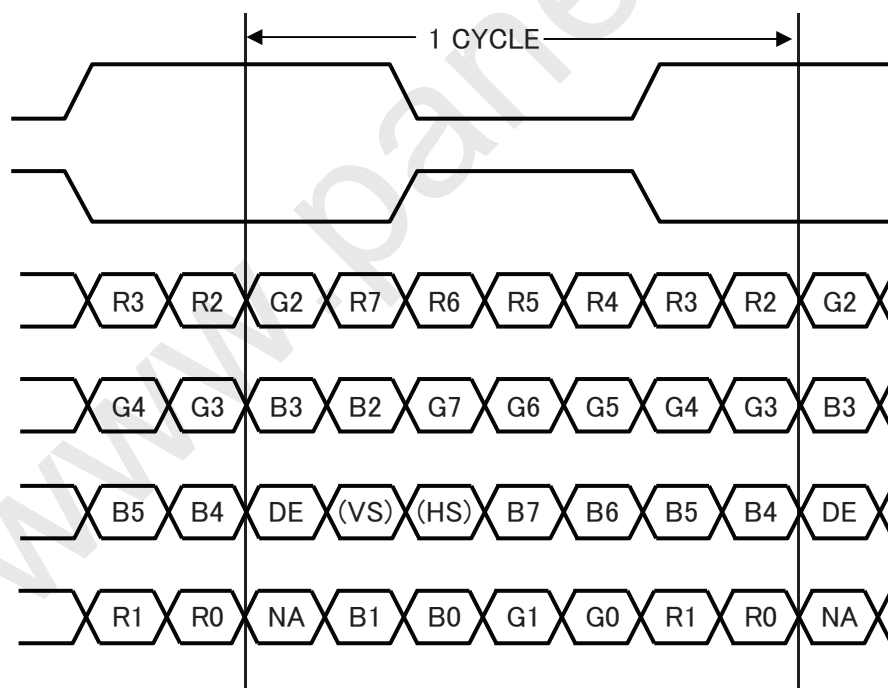 1 CYCLE
R3 R2 G2 R7 R6 R5 R4 R3 R2 G2
G4 G3 B3 B2 G7 G6 G5 G4 G3 B3
B5 B4 DE (VS) (HS) B7 B6 B5 B4 DE
R1 R0 NA B1 B0 G1 G0 R1 R0 NA
www.pane